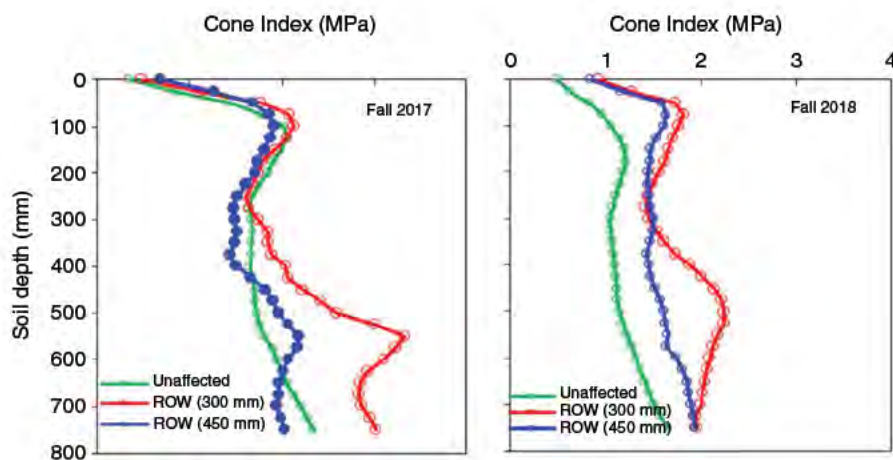 Cone Index (MPa)
Cone Index (MPa)
0 1 2 3 4
0
100
200
300
400
500
600
700
800
Soil depth (mm)
Fall 2017
Unaffected
ROW (300 mm)
ROW (450 mm)
Fall 2018
Unaffected
ROW (300 mm)
ROW (450 mm)